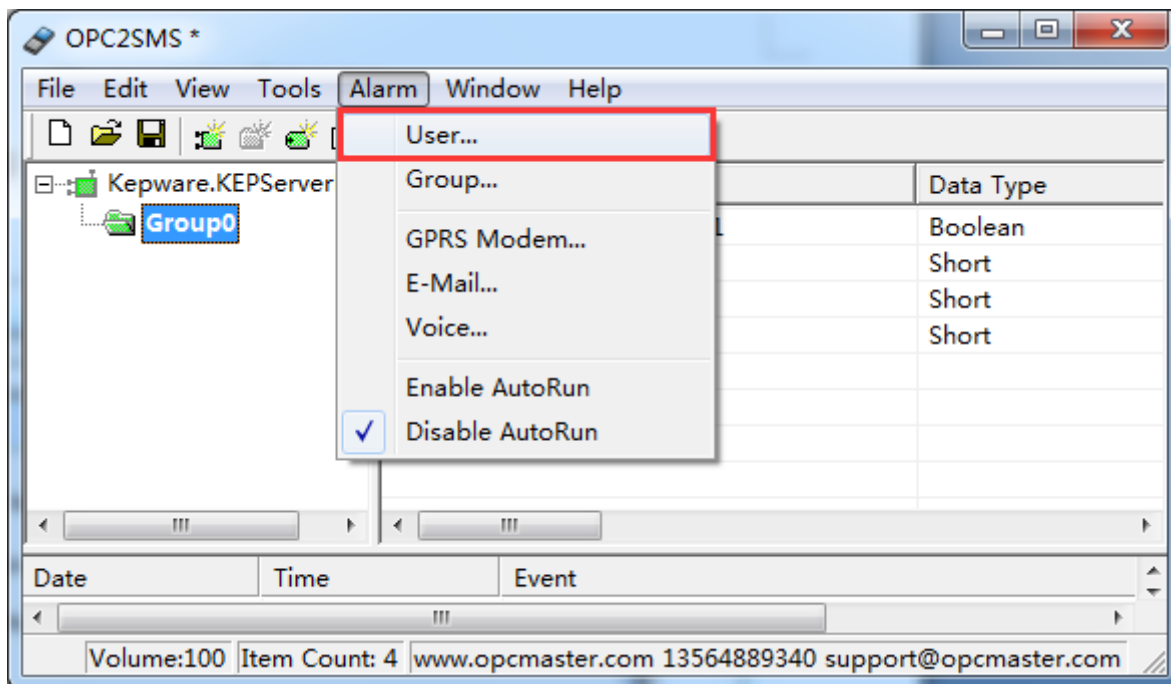 OPC2SMS *
File Edit View Tools Alarm Window Help
User...
Kepware.KEPServer Group... Data Type
Group0 1 Boolean
GPRS Modem... Short
E-Mail... Short
Voice... Short
Enable AutoRun
Disable AutoRun
Date Time Event
Volume:100 Item Count: 4 www.opcmaster.com 13564889340 support@opcmaster.com